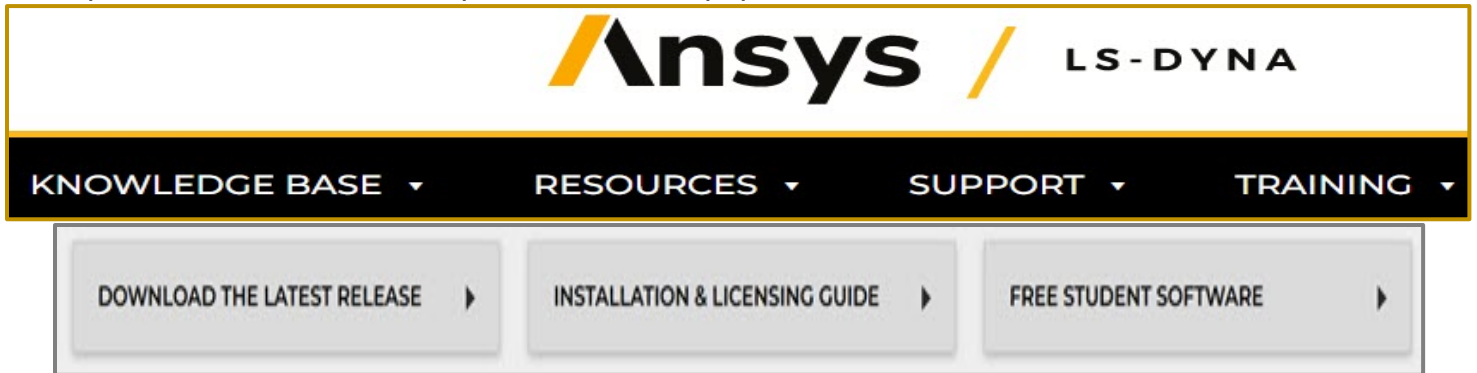 Ansys / LS-DYNA
KNOWLEDGE BASE RESOURCES SUPPORT TRAINING
DOWNLOAD THE LATEST RELEASE INSTALLATION & LICENSING GUIDE FREE STUDENT SOFTWARE